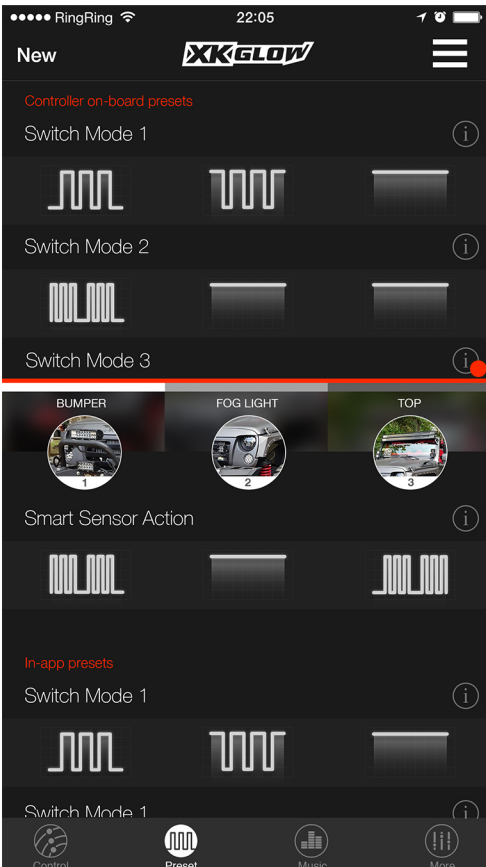 ●●●●● RingRing 22:05
New XKGLOW
Controller on-board presets
Switch Mode 1 i
Switch Mode 2 i
Switch Mode 3 i
BUMPER FOG LIGHT TOP
1 2 3
Smart Sensor Action i
In-app presets
Switch Mode 1 i
Switch Mode 1 i
Control Preset Music More